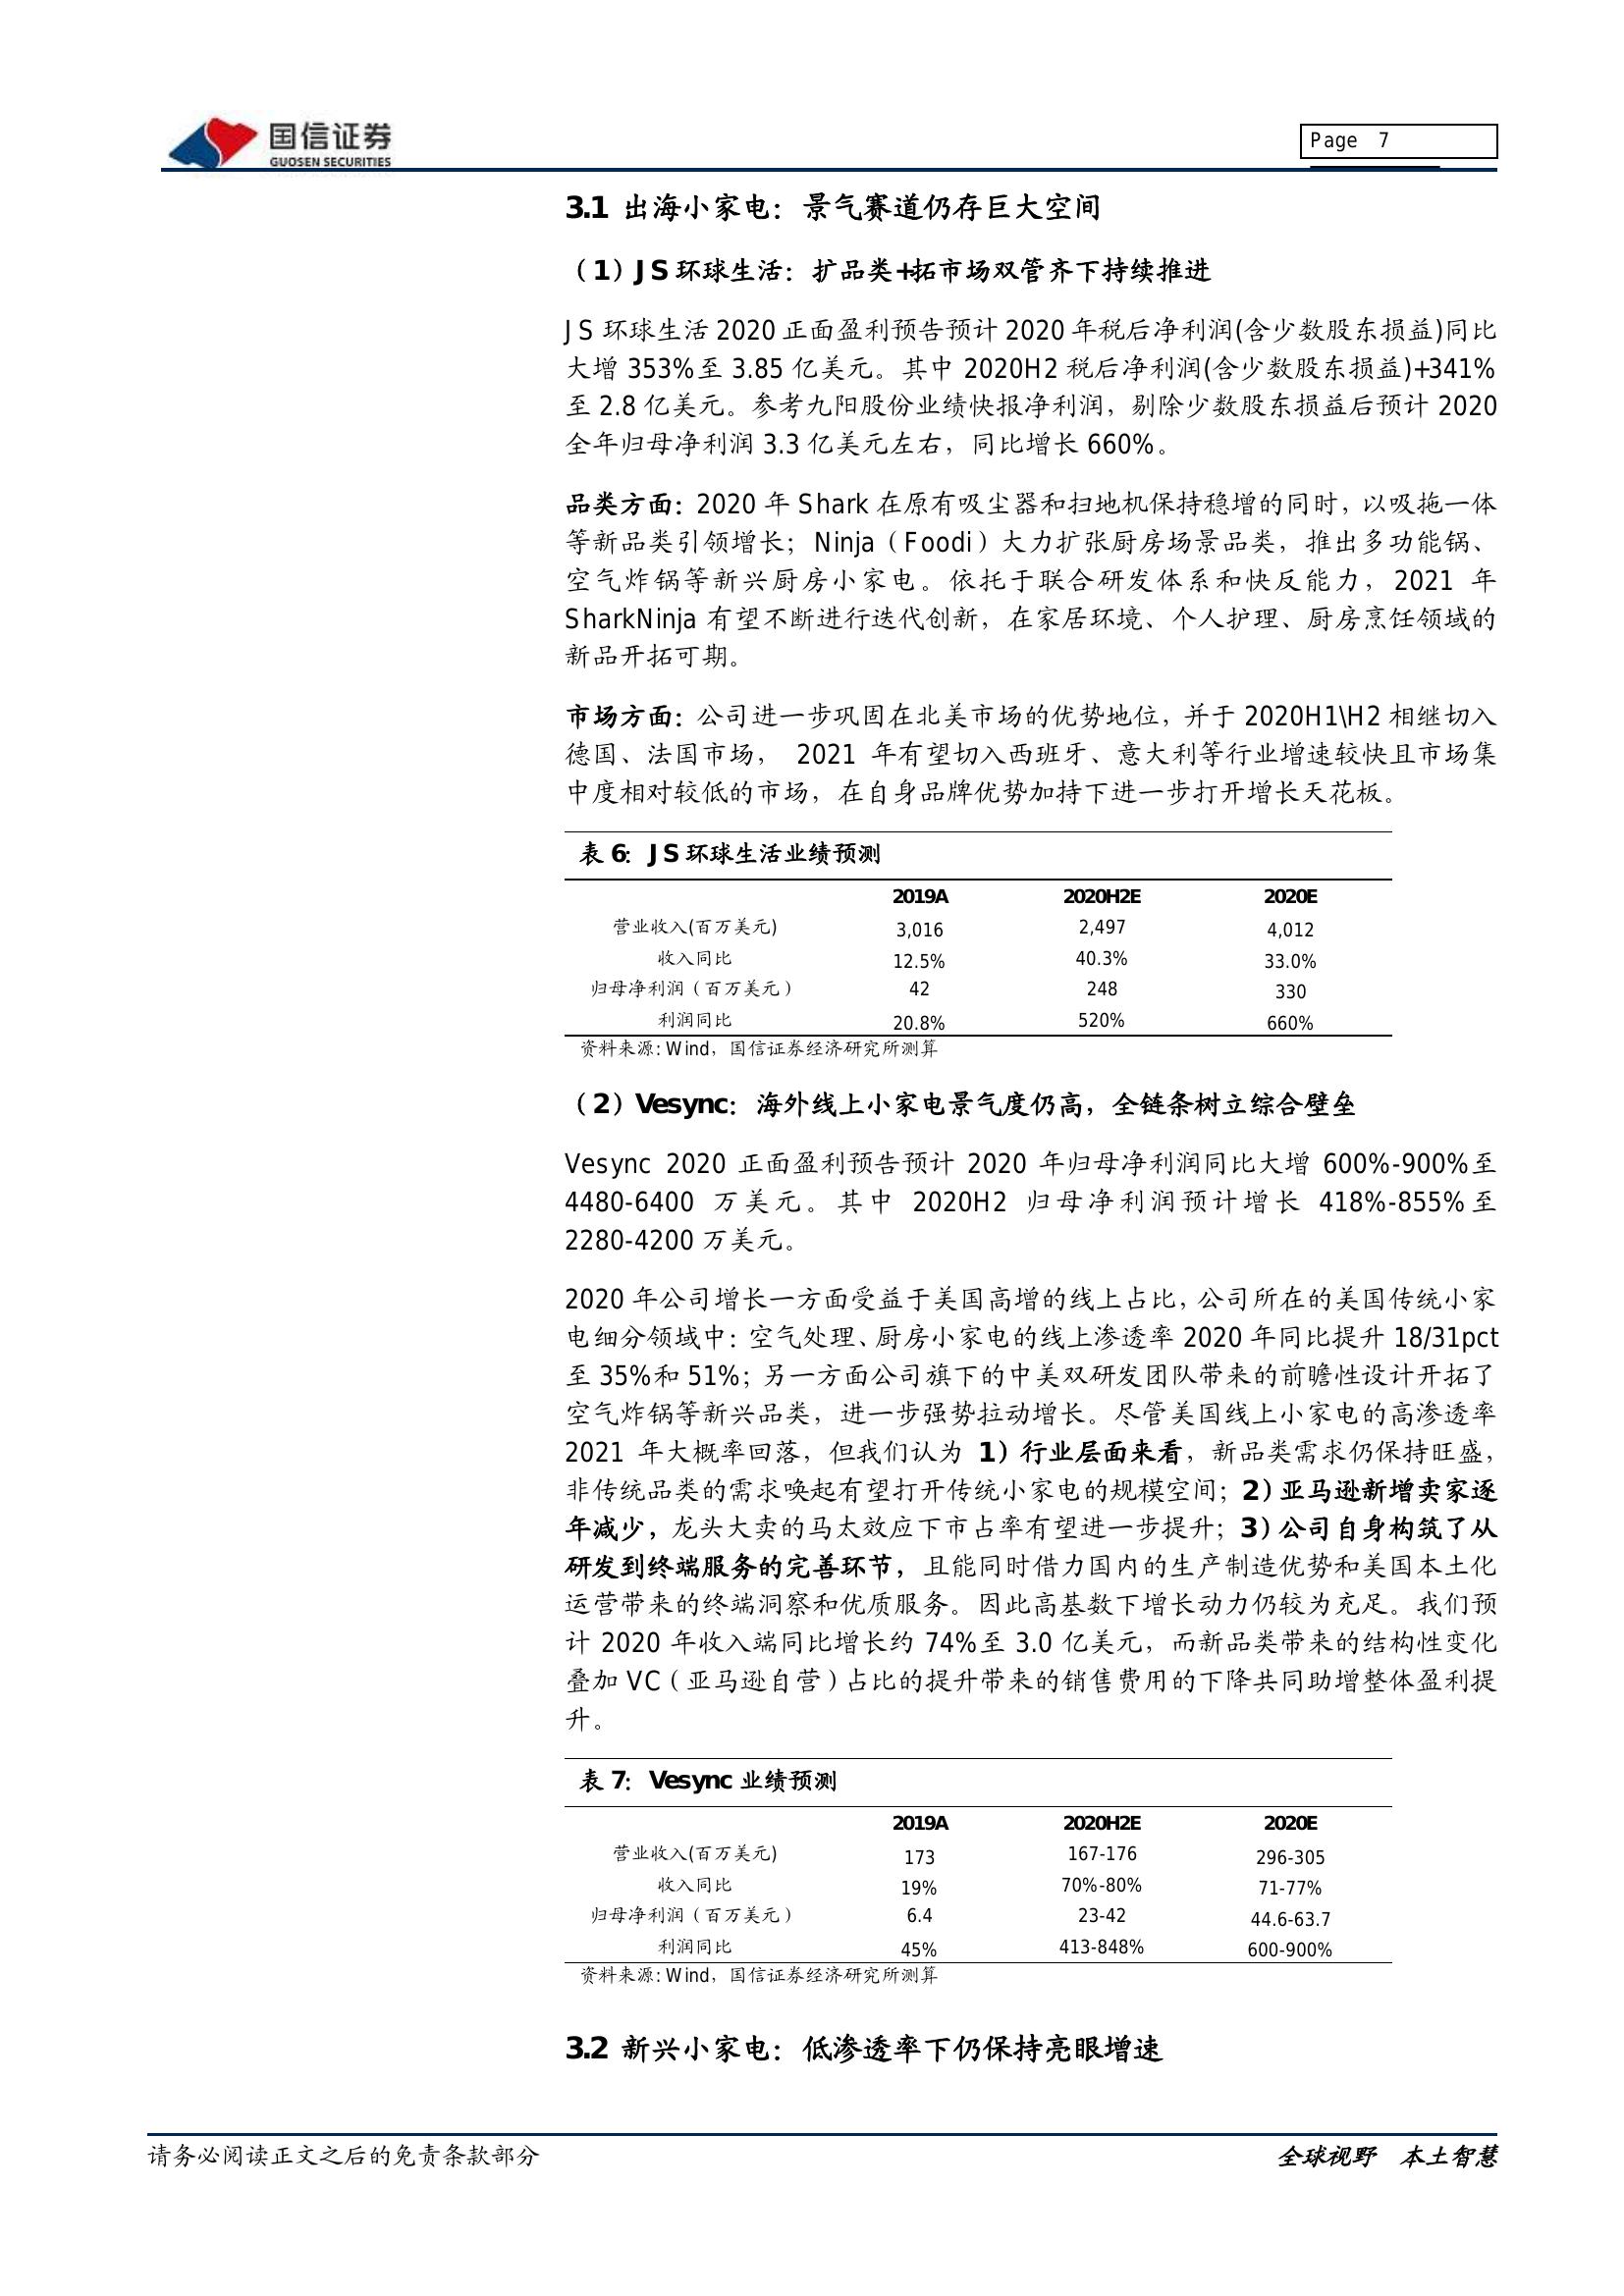 国信证券
GUOSEN SECURITIES
Page 7
3.1 出海小家电：景气赛道仍存巨大空间
（1）JS 环球生活：扩品类+拓市场双管齐下持续推进
JS 环球生活 2020 正面盈利预告预计 2020 年税后净利润(含少数股东损益)同比
大增 353%至 3.85 亿美元。其中 2020H2 税后净利润(含少数股东损益)+341%
至 2.8 亿美元。参考九阳股份业绩快报净利润，剔除少数股东损益后预计 2020
全年归母净利润 3.3 亿美元左右，同比增长 660%。
品类方面：2020 年 Shark 在原有吸尘器和扫地机保持稳增的同时，以吸拖一体
等新品类引领增长；Ninja（Foodi）大力扩张厨房场景品类，推出多功能锅、
空气炸锅等新兴厨房小家电。依托于联合研发体系和快反能力，2021 年
SharkNinja 有望不断进行迭代创新，在家居环境、个人护理、厨房烹饪领域的
新品开拓可期。
市场方面：公司进一步巩固在北美市场的优势地位，并于 2020H1\H2 相继切入
德国、法国市场， 2021 年有望切入西班牙、意大利等行业增速较快且市场集
中度相对较低的市场，在自身品牌优势加持下进一步打开增长天花板。
表 6：JS 环球生活业绩预测
2019A 2020H2E 2020E
营业收入(百万美元) 3,016 2,497 4,012
收入同比 12.5% 40.3% 33.0%
归母净利润（百万美元） 42 248 330
利润同比 20.8% 520% 660%
资料来源: Wind，国信证券经济研究所测算
（2）Vesync：海外线上小家电景气度仍高，全链条树立综合壁垒
Vesync 2020 正面盈利预告预计 2020 年归母净利润同比大增 600%-900%至
4480-6400 万美元。其中 2020H2 归母净利润预计增长 418%-855%至
2280-4200 万美元。
2020 年公司增长一方面受益于美国高增的线上占比，公司所在的美国传统小家
电细分领域中：空气处理、厨房小家电的线上渗透率 2020 年同比提升 18/31pct
至 35%和 51%；另一方面公司旗下的中美双研发团队带来的前瞻性设计开拓了
空气炸锅等新兴品类，进一步强势拉动增长。尽管美国线上小家电的高渗透率
2021 年大概率回落，但我们认为 1）行业层面来看，新品类需求仍保持旺盛，
非传统品类的需求唤起有望打开传统小家电的规模空间；2）亚马逊新增卖家逐
年减少，龙头大卖的马太效应下市占率有望进一步提升；3）公司自身构筑了从
研发到终端服务的完善环节，且能同时借力国内的生产制造优势和美国本土化
运营带来的终端洞察和优质服务。因此高基数下增长动力仍较为充足。我们预
计 2020 年收入端同比增长约 74%至 3.0 亿美元，而新品类带来的结构性变化
叠加 VC（亚马逊自营）占比的提升带来的销售费用的下降共同助增整体盈利提
升。
表 7：Vesync 业绩预测
2019A 2020H2E 2020E
营业收入(百万美元) 173 167-176 296-305
收入同比 19% 70%-80% 71-77%
归母净利润（百万美元） 6.4 23-42 44.6-63.7
利润同比 45% 413-848% 600-900%
资料来源: Wind，国信证券经济研究所测算
3.2 新兴小家电：低渗透率下仍保持亮眼增速
请务必阅读正文之后的免责条款部分
全球视野 本土智慧